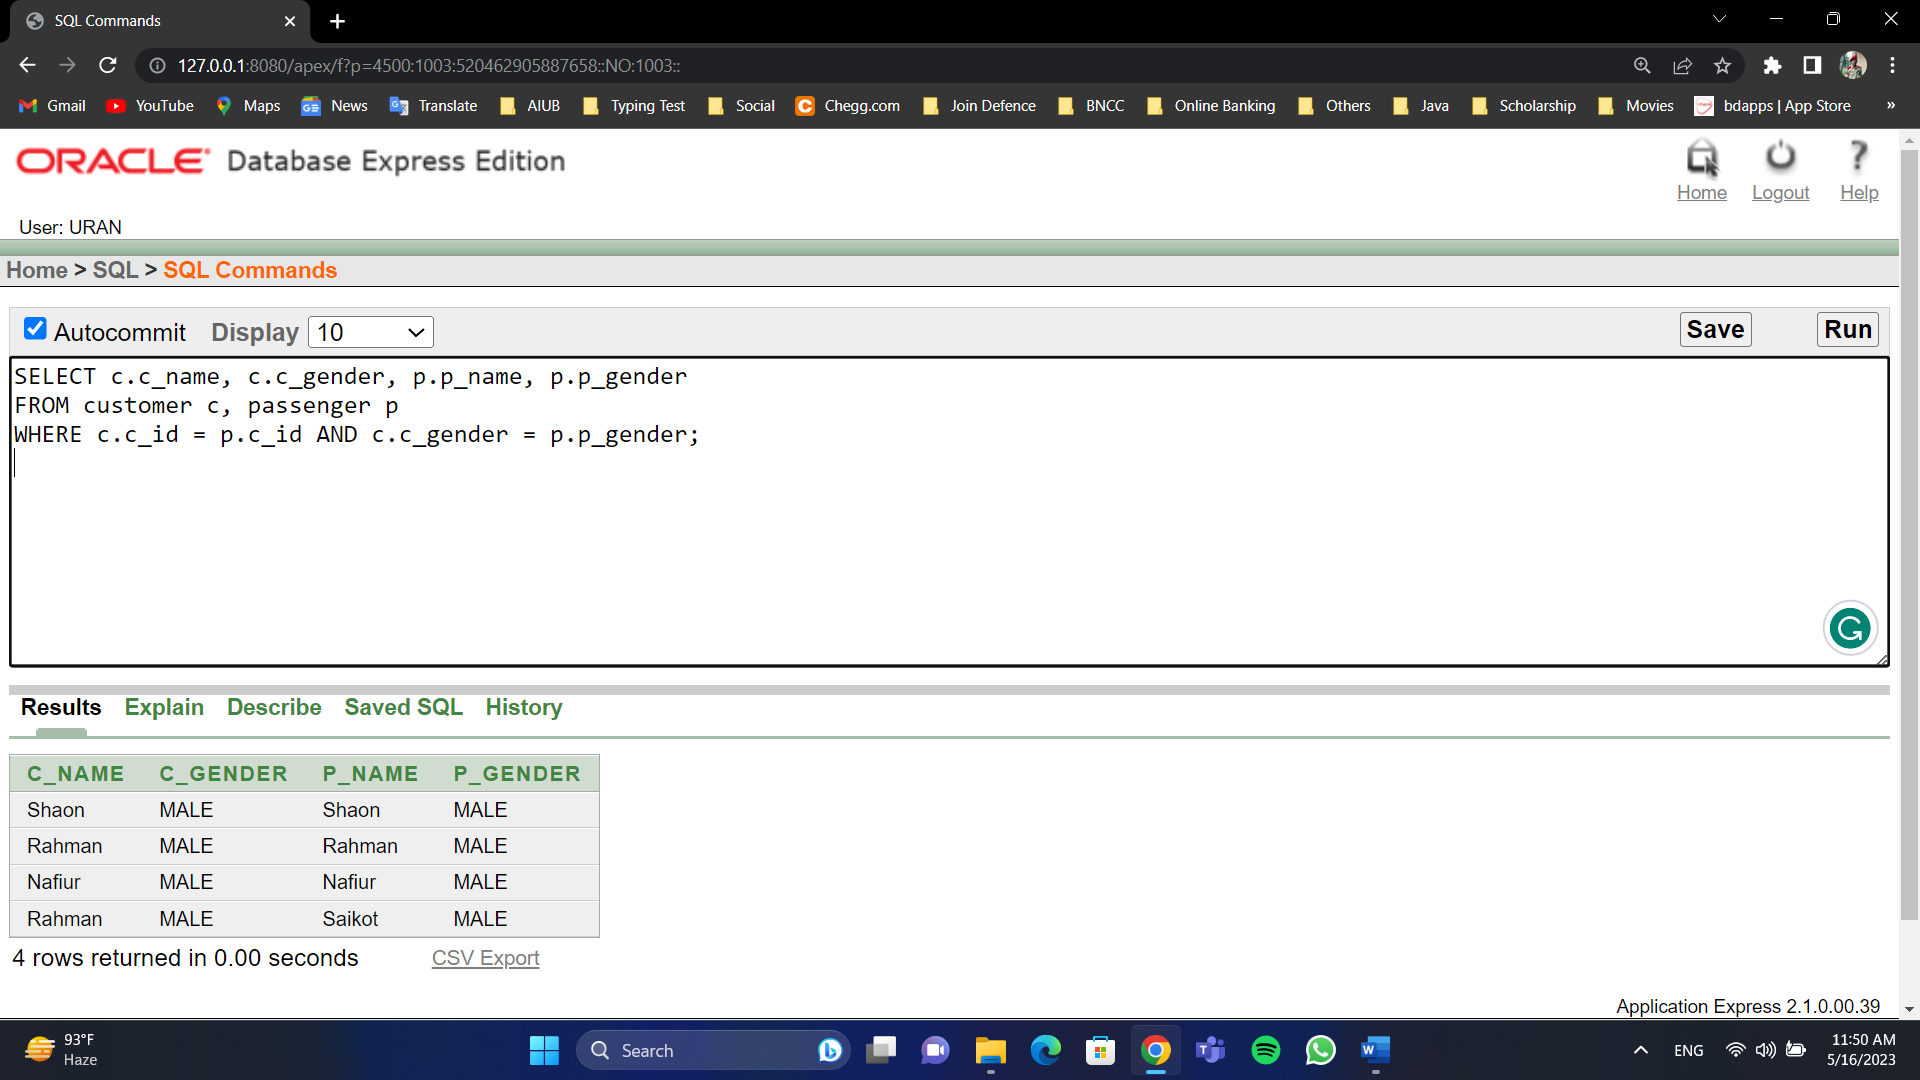 SQL Commands
127.0.0.1:8080/apex/f?p=4500:1003:520462905887658::NO:1003::
Gmail YouTube Maps News Translate AIUB Typing Test Social Chegg.com Join Defence BNCC Online Banking Others Java Scholarship Movies bdapps | App Store »
ORACLE Database Express Edition
Home Logout Help
User: URAN
Home > SQL > SQL Commands
Autocommit Display 10 Save Run
SELECT c.c_name, c.c_gender, p.p_name, p.p_gender
FROM customer c, passenger p
WHERE c.c_id = p.c_id AND c.c_gender = p.p_gender;
Results Explain Describe Saved SQL History
C_NAME C_GENDER P_NAME P_GENDER
Shaon MALE Shaon MALE
Rahman MALE Rahman MALE
Nafiur MALE Nafiur MALE
Rahman MALE Saikot MALE
4 rows returned in 0.00 seconds CSV Export
Application Express 2.1.0.00.39
93°F
Haze
Search
ENG
11:50 AM
5/16/2023